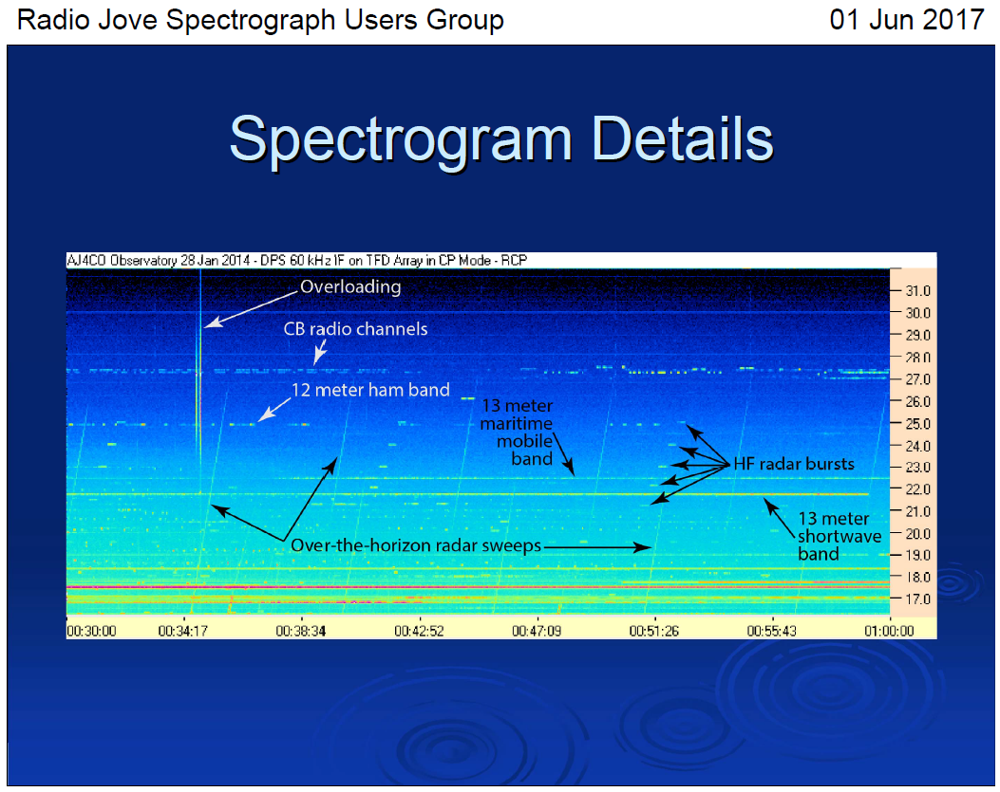 Radio Jove Spectrograph Users Group
01 Jun 2017
Spectrogram Details
AJ4CO Observatory 28 Jan 2014 - DPS 60 kHz IF on TFD Array in CP Mode - RCP
Overloading
CB radio channels
12 meter ham band
13 meter
maritime
mobile
band
HF radar bursts
13 meter
shortwave
band
Over-the-horizon radar sweeps
31.0
30.0
29.0
28.0
27.0
26.0
25.0
24.0
23.0
22.0
21.0
20.0
19.0
18.0
17.0
00:30:00 00:34:17 00:38:34 00:42:52 00:47:09 00:51:26 00:55:43 01:00:00